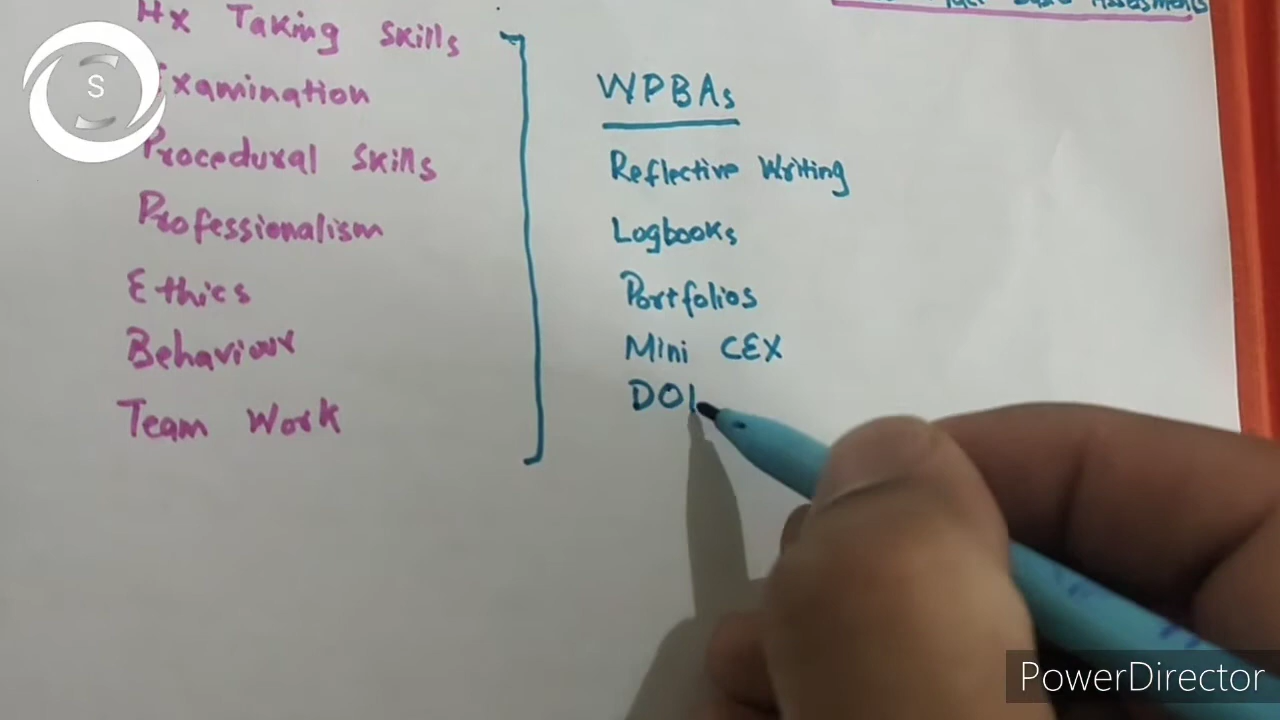 Assessments
Hx Taking Skills
Examination
Procedural Skills
Professionalism
Ethics
Behaviour
Team Work
WPBAs
Reflective Writing
Logbooks
Portfolios
Mini CEX
DO
S
PowerDirector